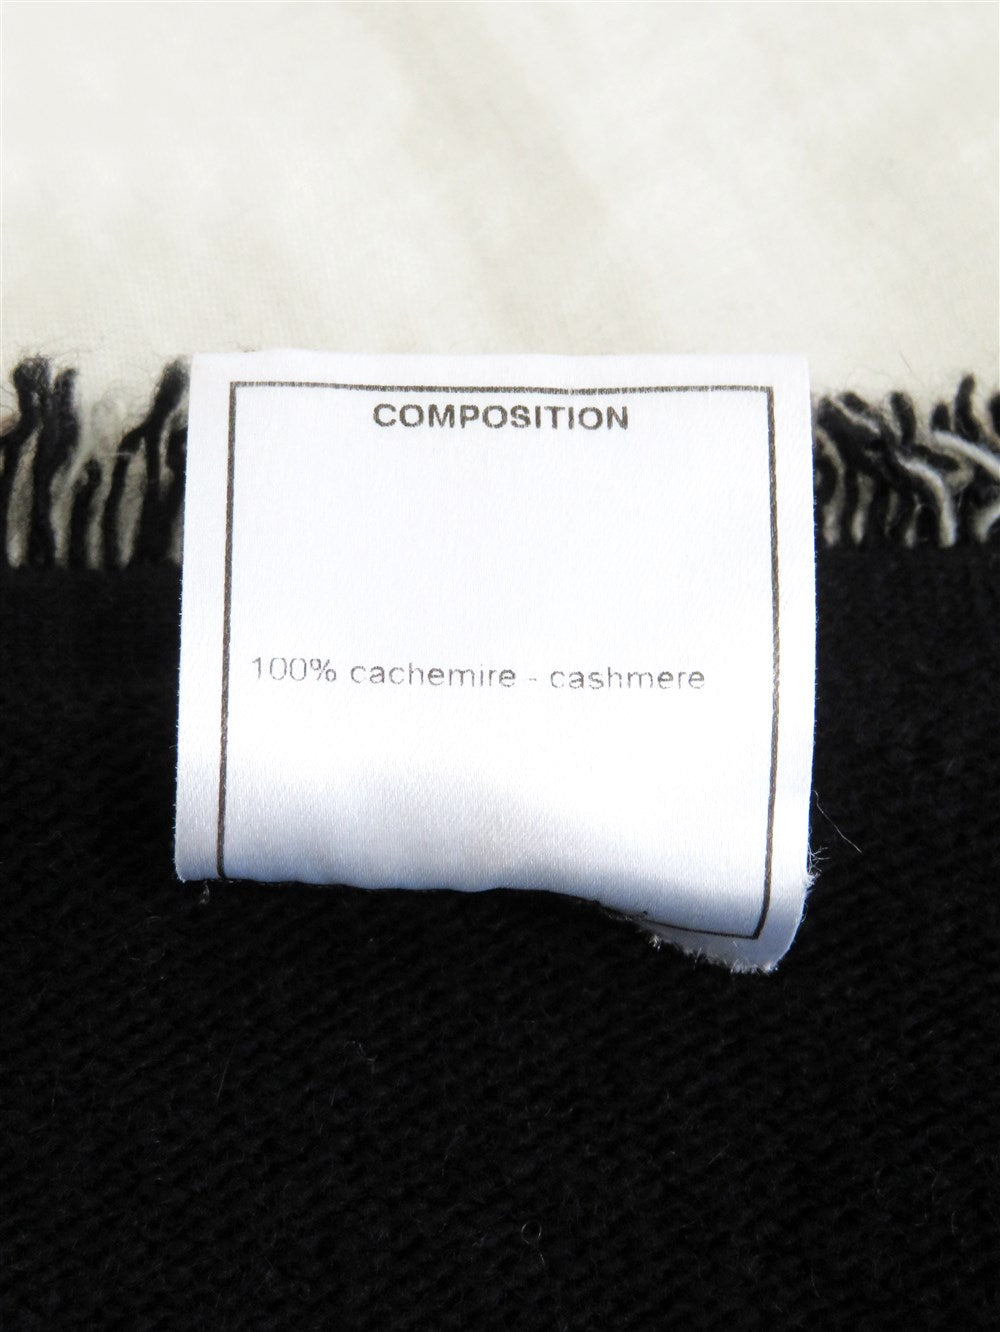 COMPOSITION
100% cachemire - cashmere